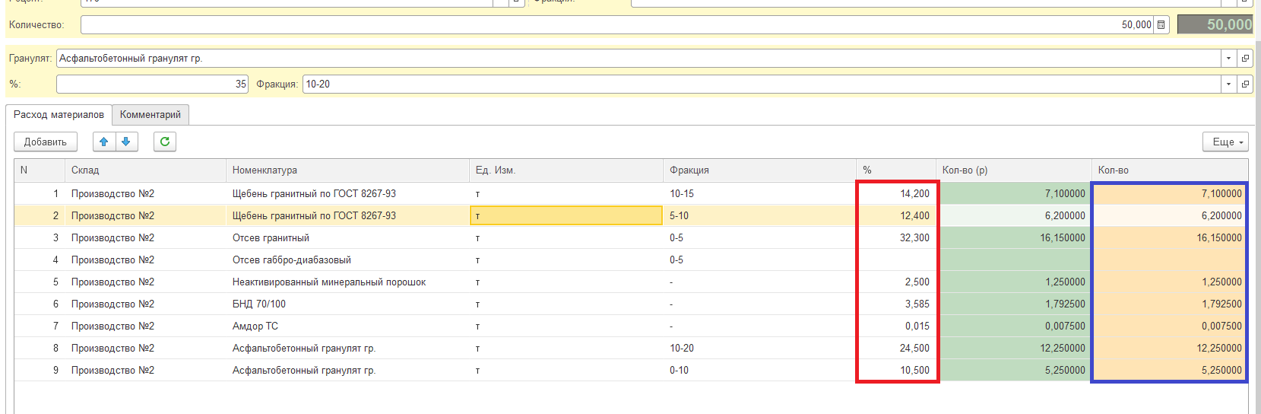 Количество: 50,000 50,000
Гранулят: Асфальтобетонный гранулят гр.
%: 35 Фракция: 10-20
Расход материалов Комментарий
Добавить Еще
N Склад Номенклатура Ед. Изм. Фракция % Кол-во (р) Кол-во
1 Производство №2 Щебень гранитный по ГОСТ 8267-93 т 10-15 14,200 7,100000 7,100000
2 Производство №2 Щебень гранитный по ГОСТ 8267-93 т 5-10 12,400 6,200000 6,200000
3 Производство №2 Отсев гранитный т 0-5 32,300 16,150000 16,150000
4 Производство №2 Отсев габбро-диабазовый т 0-5
5 Производство №2 Неактивированный минеральный порошок т - 2,500 1,250000 1,250000
6 Производство №2 БНД 70/100 т - 3,585 1,792500 1,792500
7 Производство №2 Амдор ТС т - 0,015 0,007500 0,007500
8 Производство №2 Асфальтобетонный гранулят гр. т 10-20 24,500 12,250000 12,250000
9 Производство №2 Асфальтобетонный гранулят гр. т 0-10 10,500 5,250000 5,250000